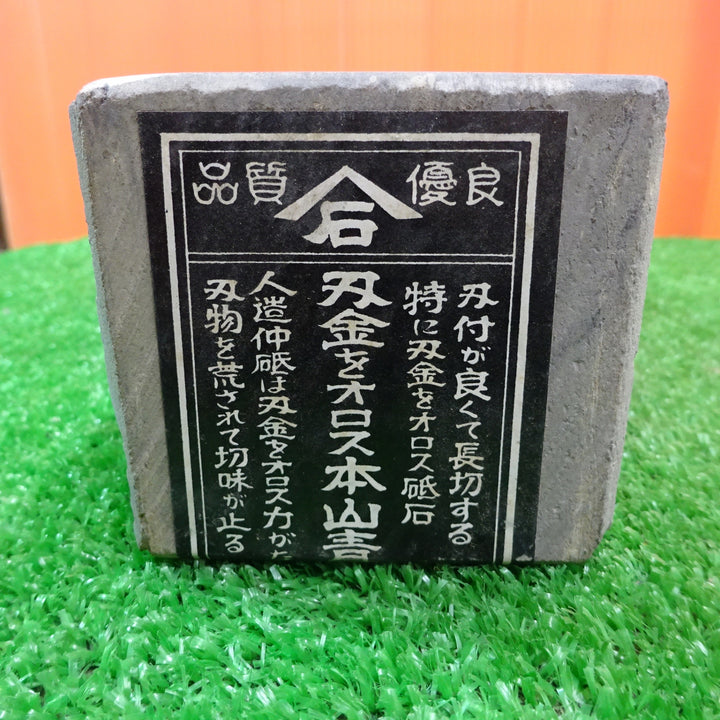 品質 優良
石
刃付が良くて長切する
特に刃金をオロス砥石
刃金をオロス本山青
人造仲砥は刃金をオロス力がた
刃物を荒されて切味が止る